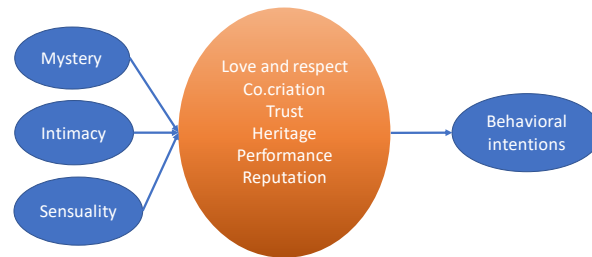 Mystery
Intimacy
Sensuality
Love and respect
Co.criation
Trust
Heritage
Performance
Reputation
Behavioral
intentions